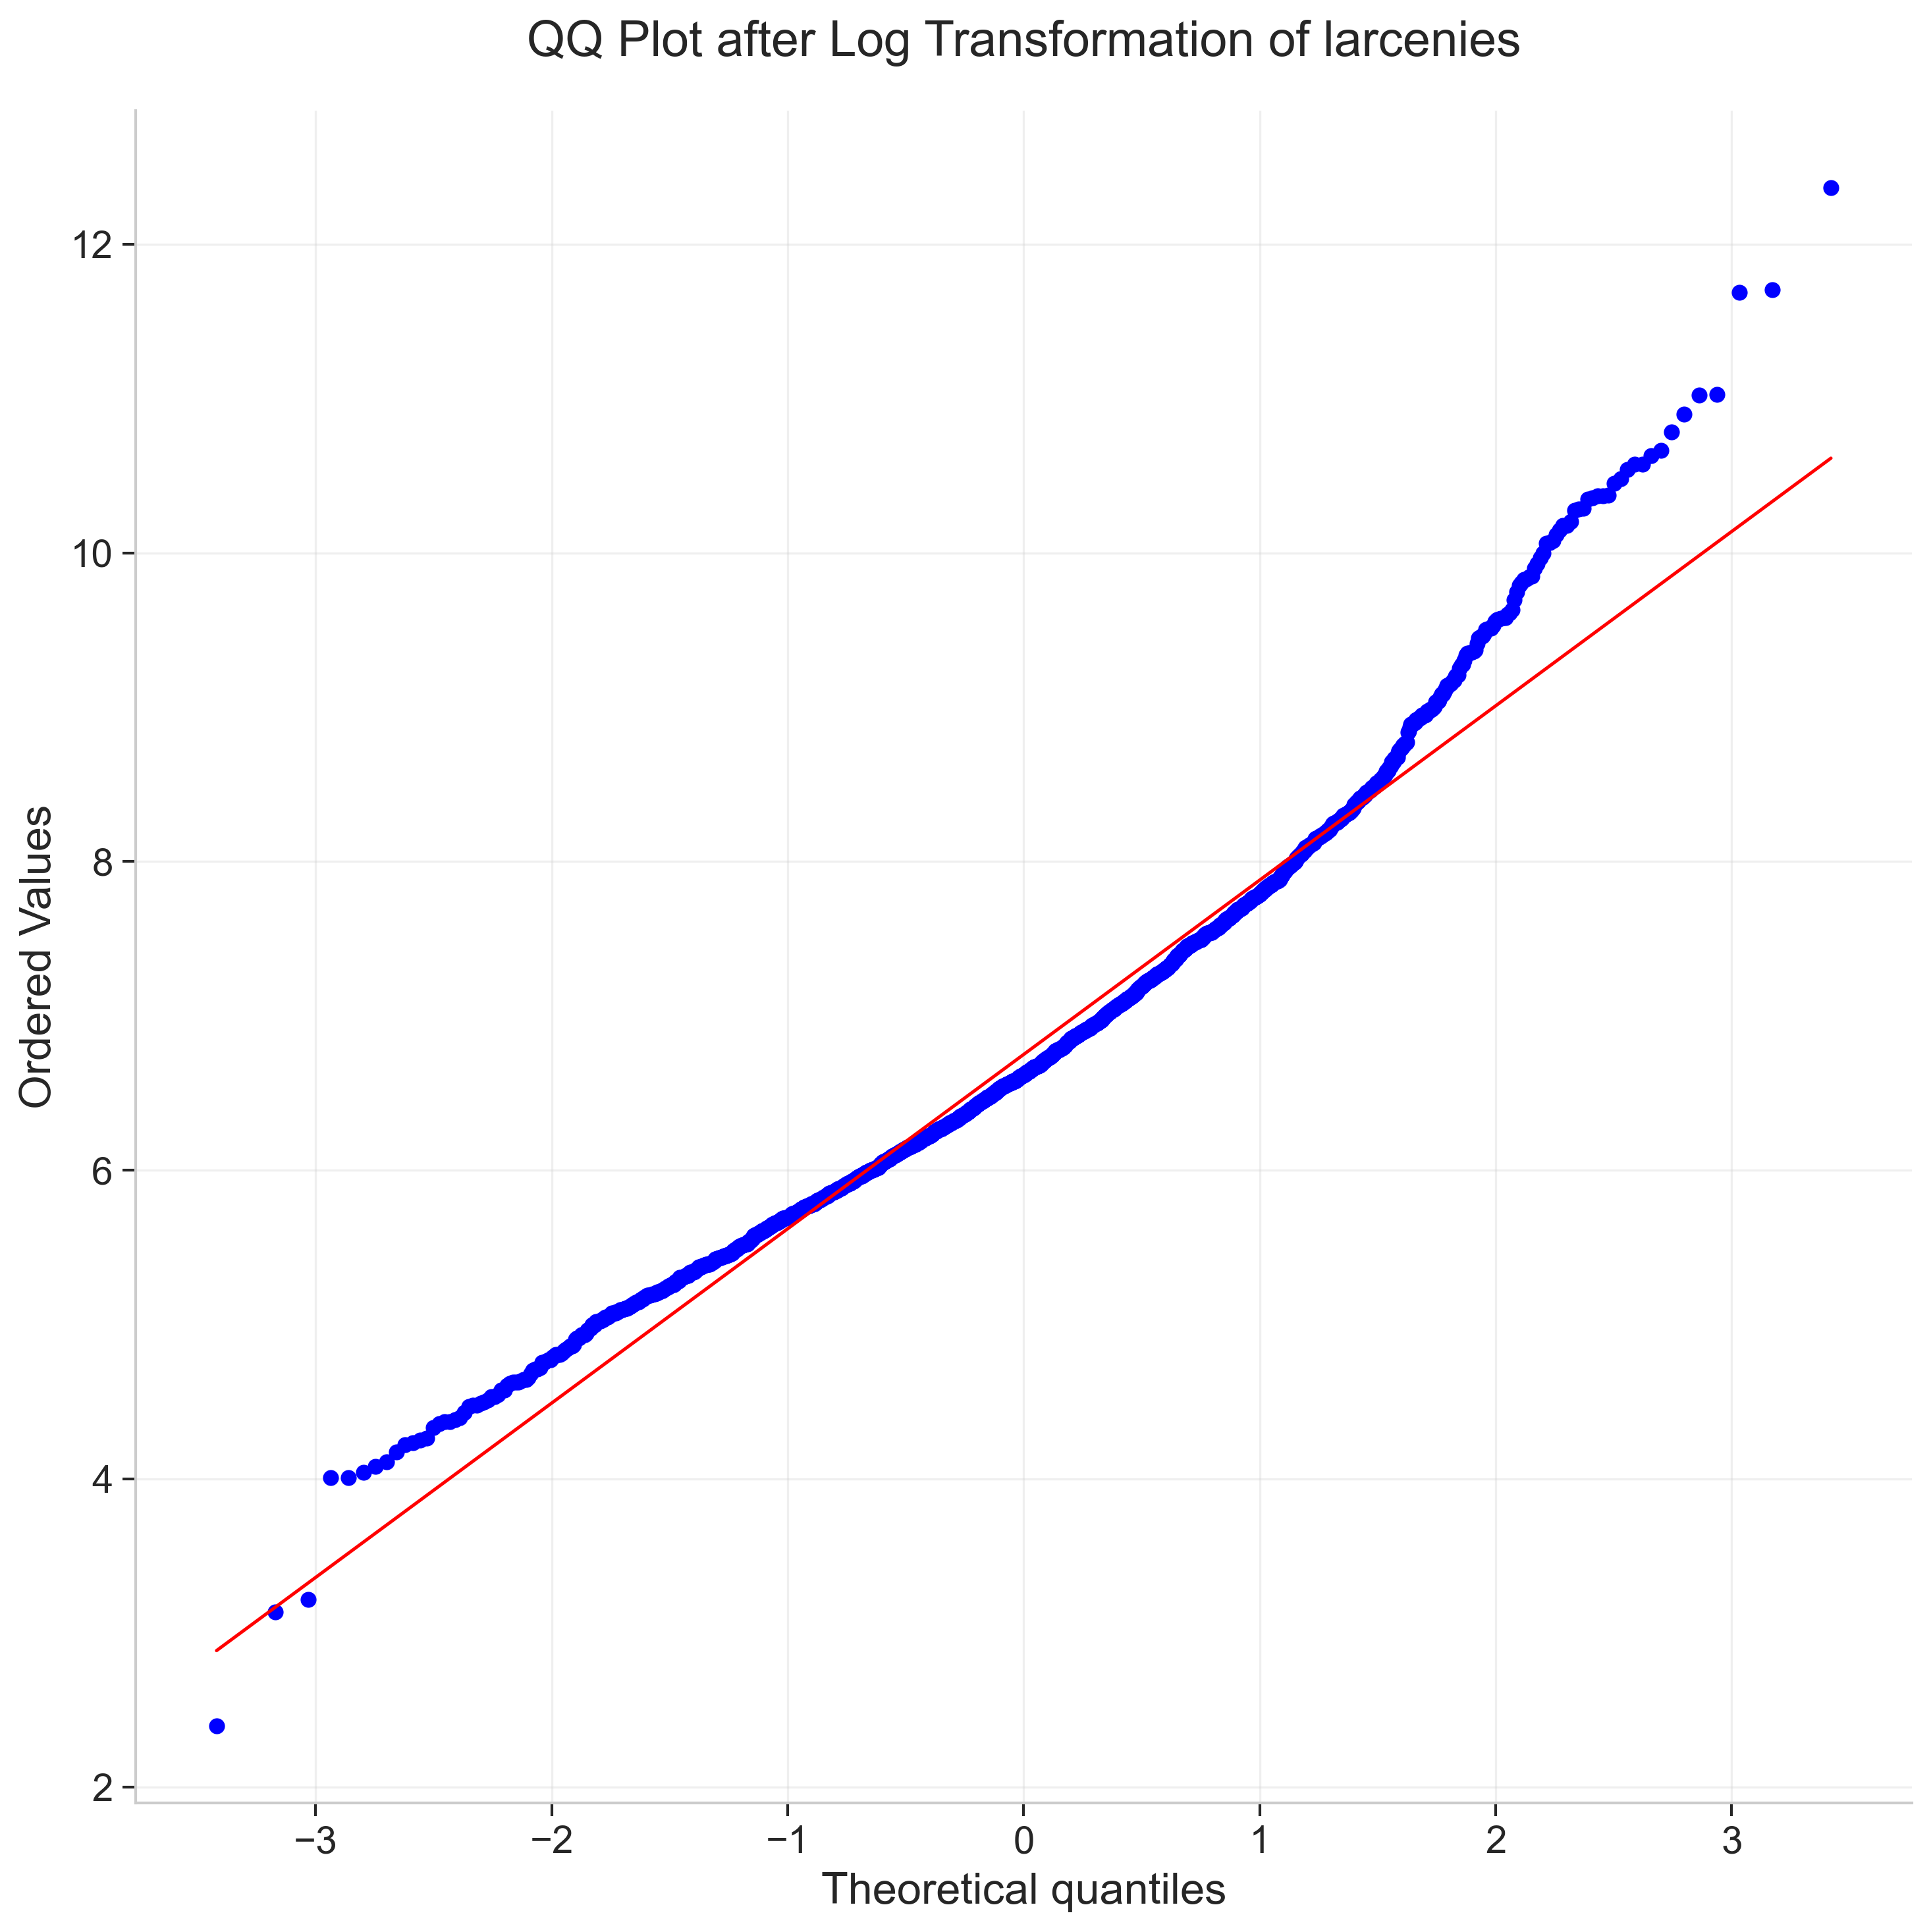 QQ Plot after Log Transformation of larcenies
Ordered Values
12
10
8
6
4
2
−3 −2 −1 0 1 2 3
Theoretical quantiles